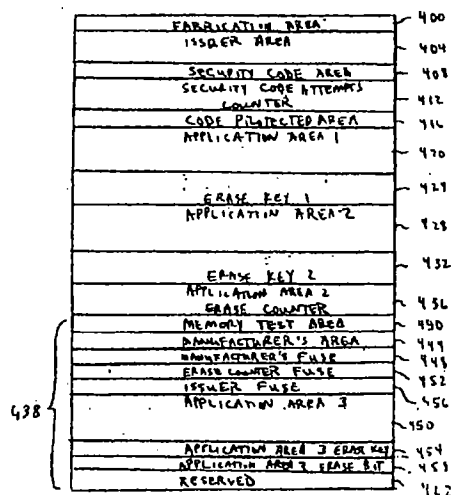 FABRICATION AREA 400
ISSUER AREA 404
SECURITY CODE AREA 408
SECURITY CODE ATTEMPTS
COUNTER 412
CODE PROTECTED AREA 416
APPLICATION AREA 1
420
424
ERASE KEY 1
APPLICATION AREA 2
428
432
ERASE KEY 2
APPLICATION AREA 2
ERASE COUNTER 436
MEMORY TEST AREA 440
MANUFACTURER'S AREA 444
MANUFACTURER'S FUSE 448
ERASE COUNTER FUSE 452
ISSUER FUSE 456
APPLICATION AREA 3
450
438
APPLICATION AREA 3 ERASE KEY 454
APPLICATION AREA 3 ERASE BIT 458
RESERVED 462